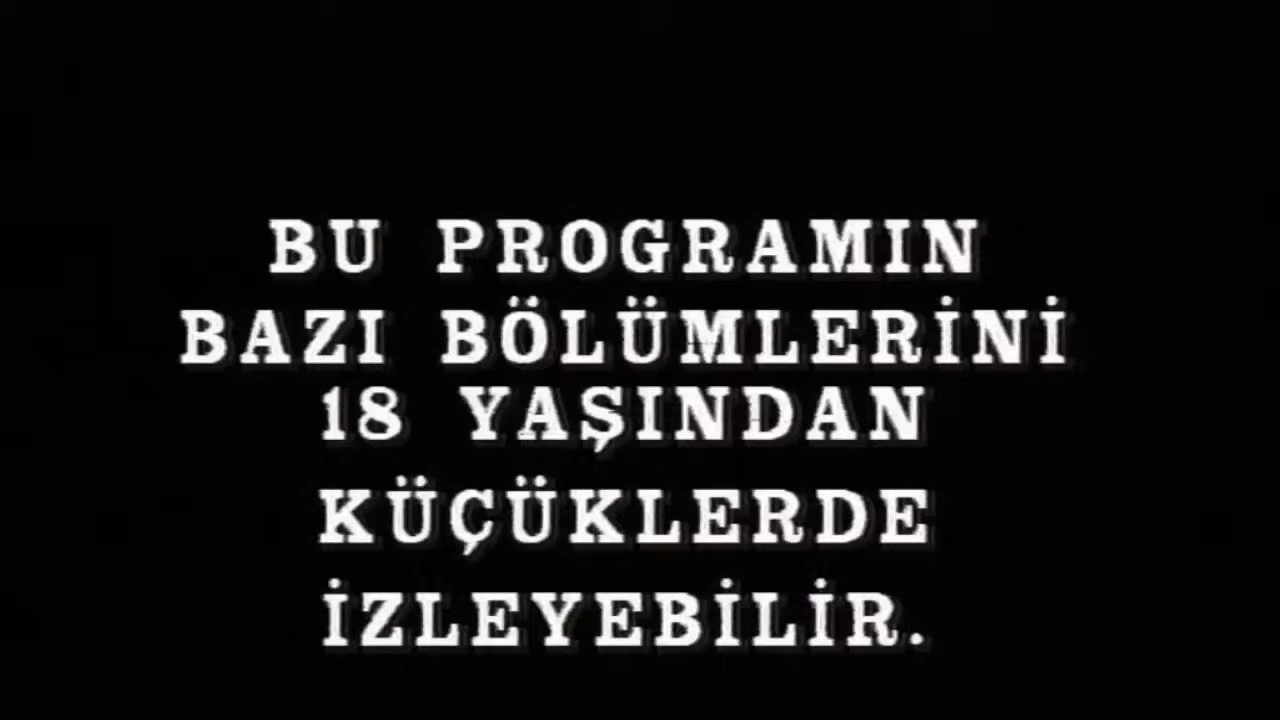 BU PROGRAMIN
BAZI BÖLÜMLERİNİ
18 YAŞINDAN
KÜÇÜKLERDE
İZLEYEBİLİR.